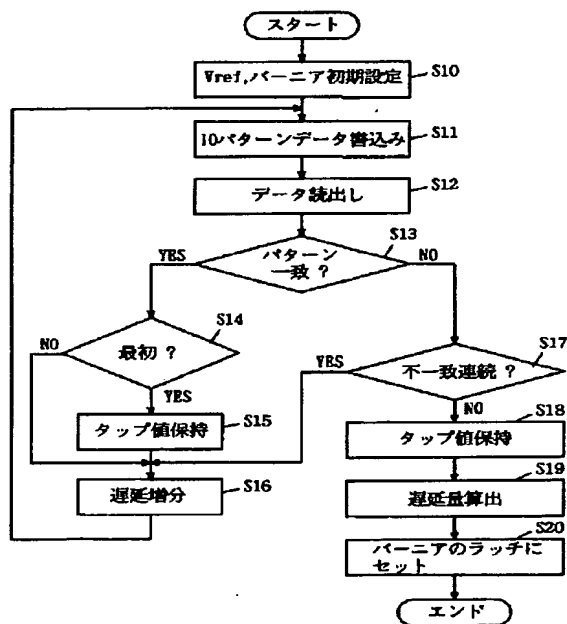 スタート
Vref,バーニア初期設定
S10
IOパターンデータ書込み
S11
データ読出し
S12
パターン
一致 ?
S13
YES
NO
最初 ?
S14
NO
YES
タップ値保持
S15
遅延増分
S16
不一致連続 ?
S17
YES
NO
タップ値保持
S18
遅延量算出
S19
バーニアのラッチに
セット
S20
エンド